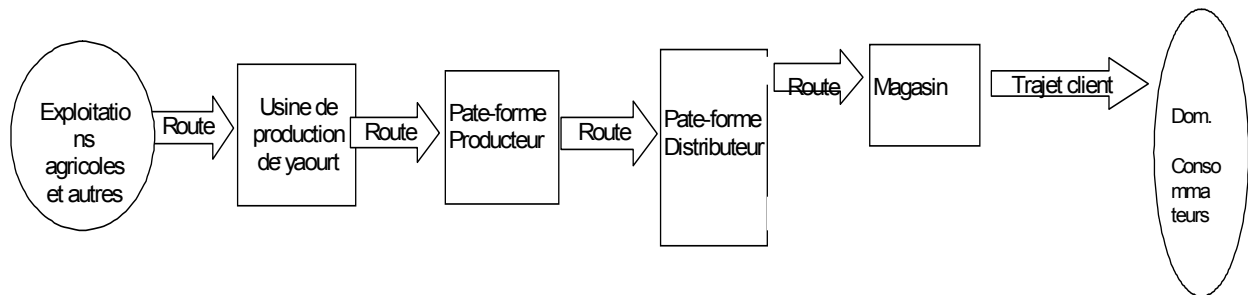 Exploitatio
ns
agricoles
et autres
Route
Usine de
production
de yaourt
Route
Pate-forme
Producteur
Route
Pate-forme
Distributeur
Route
Magasin
Trajet client
Dom.
Conso
mma
teurs